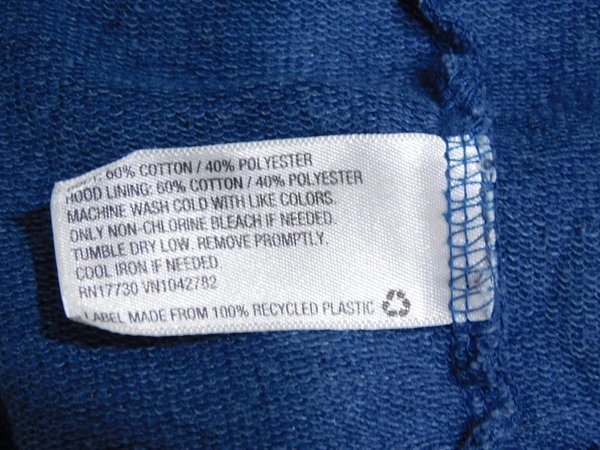 60% COTTON / 40% POLYESTER
HOOD LINING: 60% COTTON / 40% POLYESTER
MACHINE WASH COLD WITH LIKE COLORS.
ONLY NON-CHLORINE BLEACH IF NEEDED.
TUMBLE DRY LOW. REMOVE PROMPTLY.
COOL IRON IF NEEDED
RN17730 VN1042782
LABEL MADE FROM 100% RECYCLED PLASTIC